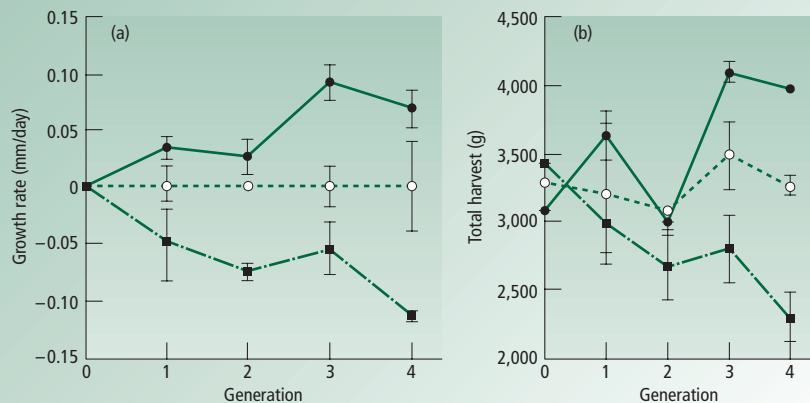 (a)
Growth rate (mm/day)
0.15
0.10
0.05
0
−0.05
−0.10
−0.15
0 1 2 3 4
Generation
(b)
Total harvest (g)
4,500
4,000
3,500
3,000
2,500
2,000
0 1 2 3 4
Generation